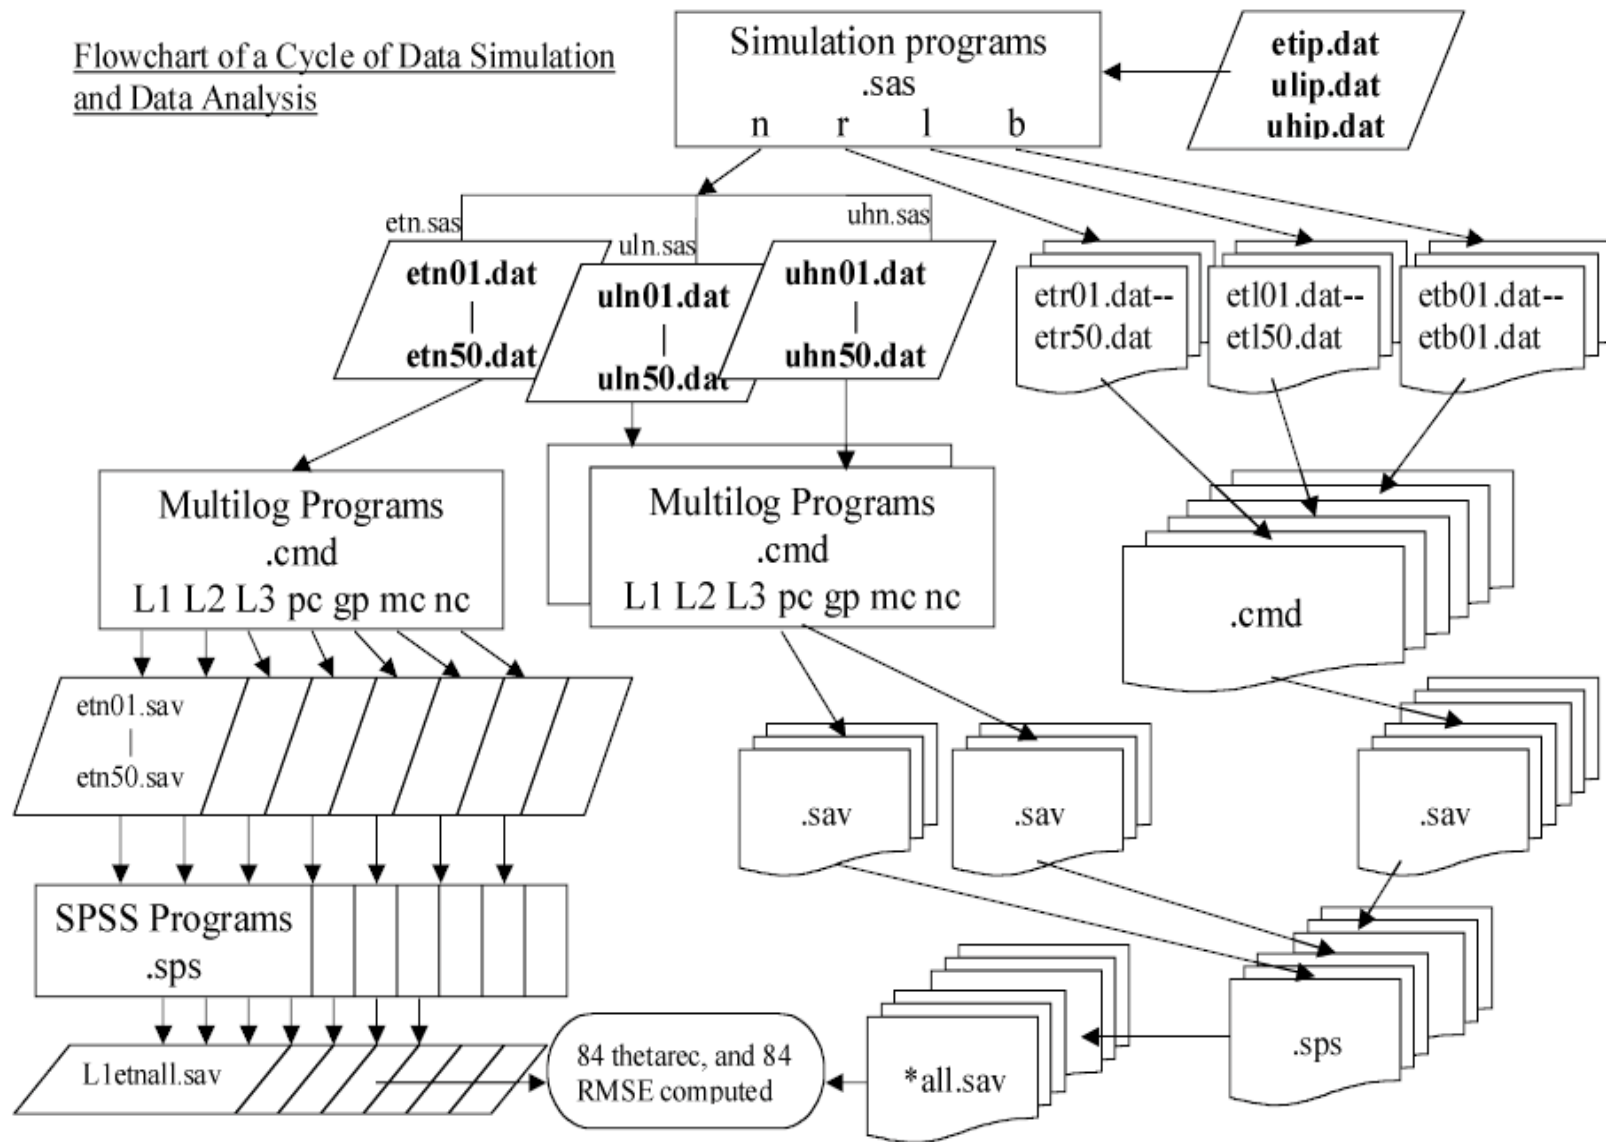 Flowchart of a Cycle of Data Simulation
and Data Analysis
Simulation programs
.sas
n r l b
etip.dat
ulip.dat
uhip.dat
etn.sas
uln.sas
uhn.sas
etn01.dat
|
etn50.dat
uln01.dat
|
uln50.dat
uhn01.dat
|
uhn50.dat
etr01.dat--
etr50.dat
etl01.dat--
etl50.dat
etb01.dat--
etb01.dat
Multilog Programs
.cmd
L1 L2 L3 pc gp mc nc
Multilog Programs
.cmd
L1 L2 L3 pc gp mc nc
.cmd
etn01.sav
|
etn50.sav
.sav
.sav
.sav
SPSS Programs
.sps
.sps
L1etnall.sav
84 thetarec, and 84
RMSE computed
*all.sav